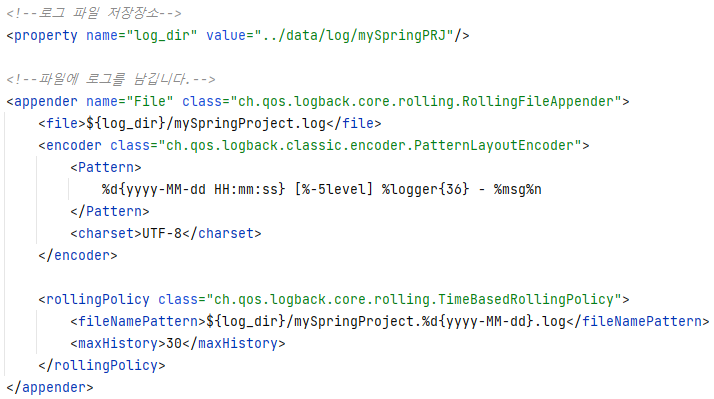 <!--로그 파일 저장장소-->
<property name="log_dir" value="../data/log/mySpringPRJ"/>
<!--파일에 로그를 남깁니다.-->
<appender name="File" class="ch.qos.logback.core.rolling.RollingFileAppender">
<file>${log_dir}/mySpringProject.log</file>
<encoder class="ch.qos.logback.classic.encoder.PatternLayoutEncoder">
<Pattern>
%d{yyyy-MM-dd HH:mm:ss} [%-5level] %logger{36} - %msg%n
</Pattern>
<charset>UTF-8</charset>
</encoder>
<rollingPolicy class="ch.qos.logback.core.rolling.TimeBasedRollingPolicy">
<fileNamePattern>${log_dir}/mySpringProject.%d{yyyy-MM-dd}.log</fileNamePattern>
<maxHistory>30</maxHistory>
</rollingPolicy>
</appender>